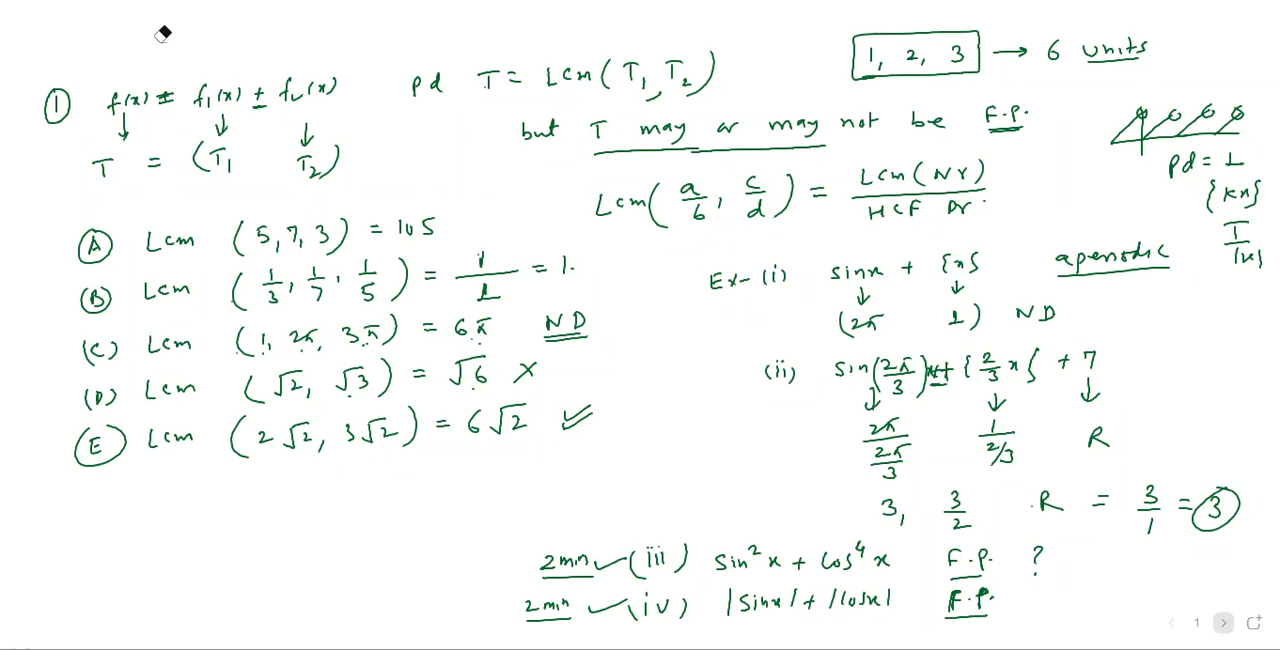 1, 2, 3 → 6 units
① f(x) ± f₁(x) ± f₂(x) pd T = Lcm(T₁, T₂)
but T may or may not be F.P.
T = (T₁ T₂)
pd = 1
Lcm(a/b, c/d) = Lcm(Nr)/HCF Dr
{kx}
T/|k|
(A) Lcm (5, 7, 3) = 105
(B) Lcm (1/3, 1/7, 1/5) = 1/1 = 1.
(C) Lcm (1, 2π, 3π) = 6π ND
(D) Lcm (√2, √3) = √6 ×
(E) Lcm (2√2, 3√2) = 6√2 ✓
Ex- (i) sinx + {x} aperiodic
(2π 1) ND
(ii) sin(2π/3)x + {2/3 x} + 7
2π/(2π/3) 1/(2/3) R
3, 3/2 R = 3/1 = 3
2min ✓ (iii) sin²x + cos⁴x F.P. ?
2min ✓ (iv) |sinx| + |cosx| F.P.
1